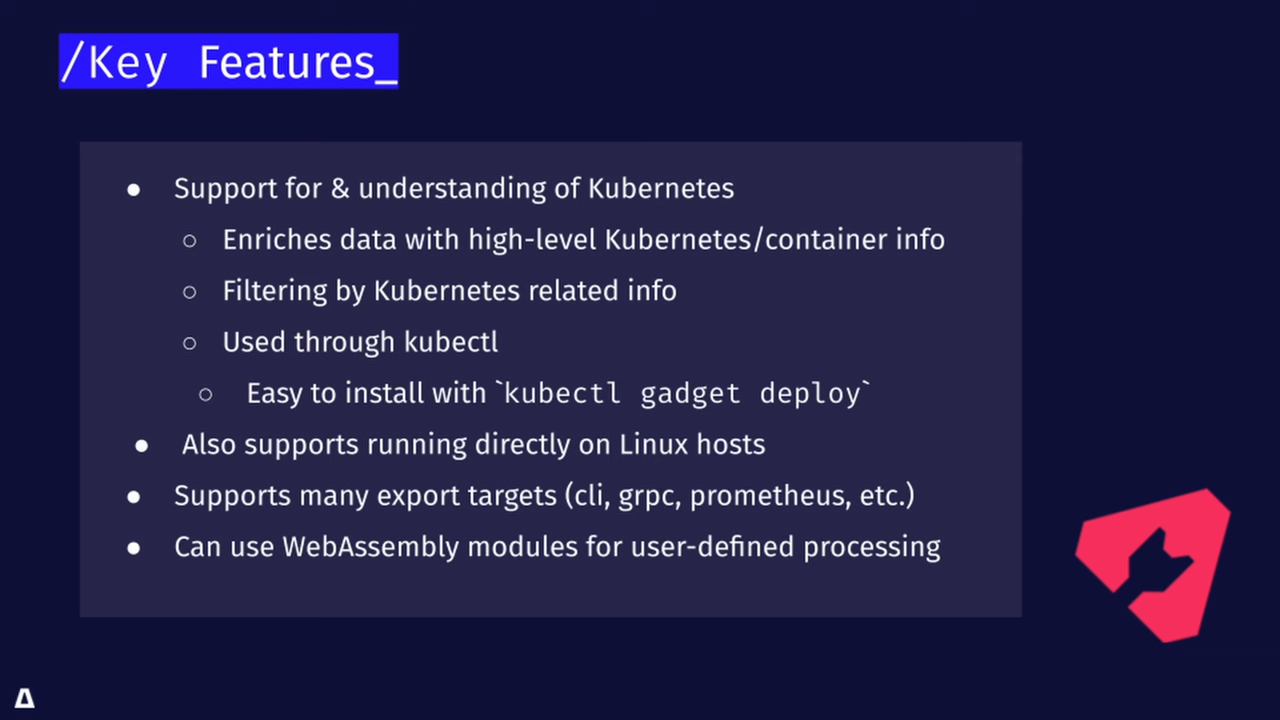 /Key Features_
● Support for & understanding of Kubernetes
○ Enriches data with high-level Kubernetes/container info
○ Filtering by Kubernetes related info
○ Used through kubectl
○ Easy to install with `kubectl gadget deploy`
● Also supports running directly on Linux hosts
● Supports many export targets (cli, grpc, prometheus, etc.)
● Can use WebAssembly modules for user-defined processing